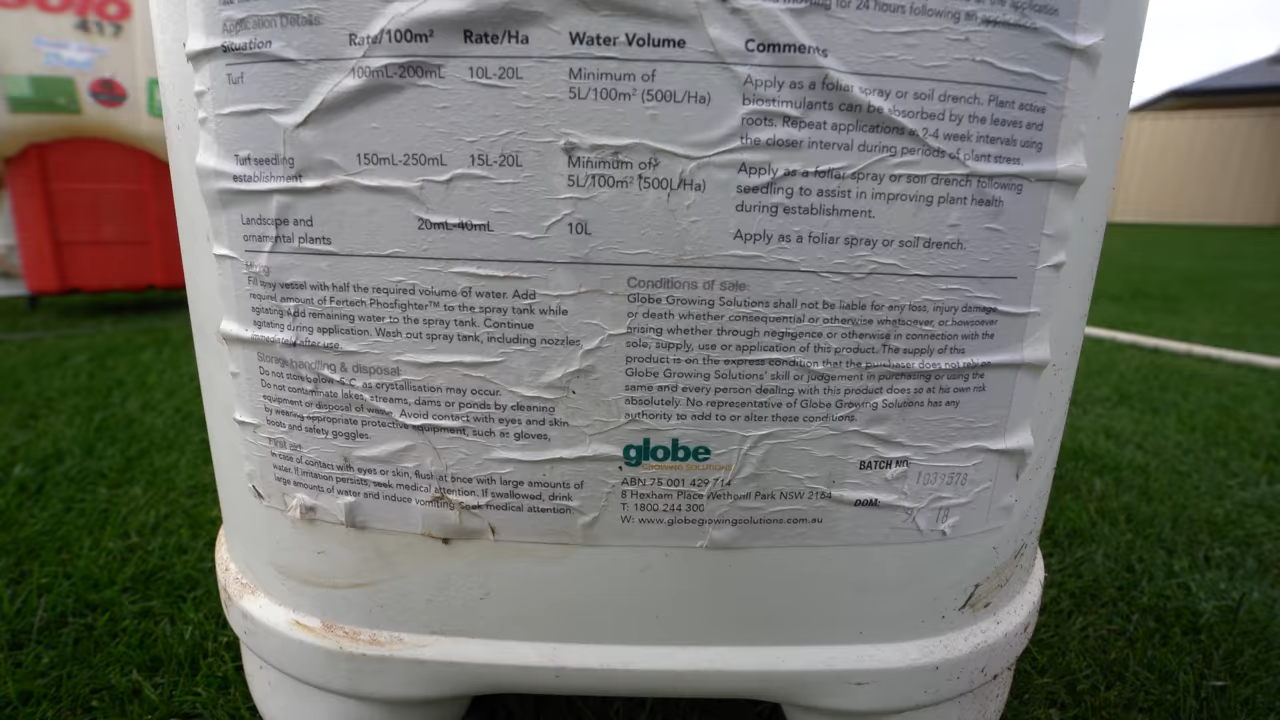 Solo
417
moving for 24 hours following an application.
Application Details:
Situation Rate/100m² Rate/Ha Water Volume Comments
Turf 100mL-200mL 10L-20L Minimum of
5L/100m² (500L/Ha)
Apply as a foliar spray or soil drench. Plant active
biostimulants can be absorbed by the leaves and
roots. Repeat applications at 2-4 week intervals using
the closer interval during periods of plant stress.
Turf seedling
establishment
150mL-250mL 15L-20L Minimum of
5L/100m² (500L/Ha)
Apply as a foliar spray or soil drench following
seedling to assist in improving plant health
during establishment.
Landscape and
ornamental plants
20mL-40mL 10L Apply as a foliar spray or soil drench.
Mixing
Fill spray vessel with half the required volume of water. Add
required amount of Fertech Phosfighter™ to the spray tank while
agitating. Add remaining water to the spray tank. Continue
agitating during application. Wash out spray tank, including nozzles,
immediately after use.
Storage, handling & disposal:
Do not store below -5°C, as crystallisation may occur.
Do not contaminate lakes, streams, dams or ponds by cleaning
equipment or disposal of waste. Avoid contact with eyes and skin
by wearing appropriate protective equipment, such as gloves,
boots and safety goggles.
First aid:
In case of contact with eyes or skin, flush at once with large amounts of
water. If irritation persists, seek medical attention. If swallowed, drink
large amounts of water and induce vomiting. Seek medical attention.
Conditions of sale:
Globe Growing Solutions shall not be liable for any loss, injury damage
or death whether consequential or otherwise whatsoever, or howsoever
arising whether through negligence or otherwise in connection with the
sale, supply, use or application of this product. The supply of this
product is on the express condition that the purchaser does not rely on
Globe Growing Solutions' skill or judgement in purchasing or using the
same and every person dealing with this product does so at his own risk
absolutely. No representative of Globe Growing Solutions has any
authority to add to or alter these conditions.
globe
GROWING SOLUTIONS
ABN 75 001 429 714
8 Hexham Place Wetherill Park NSW 2164
T: 1800 244 300
W: www.globegrowingsolutions.com.au
BATCH NO:
1039578
DOM:
18